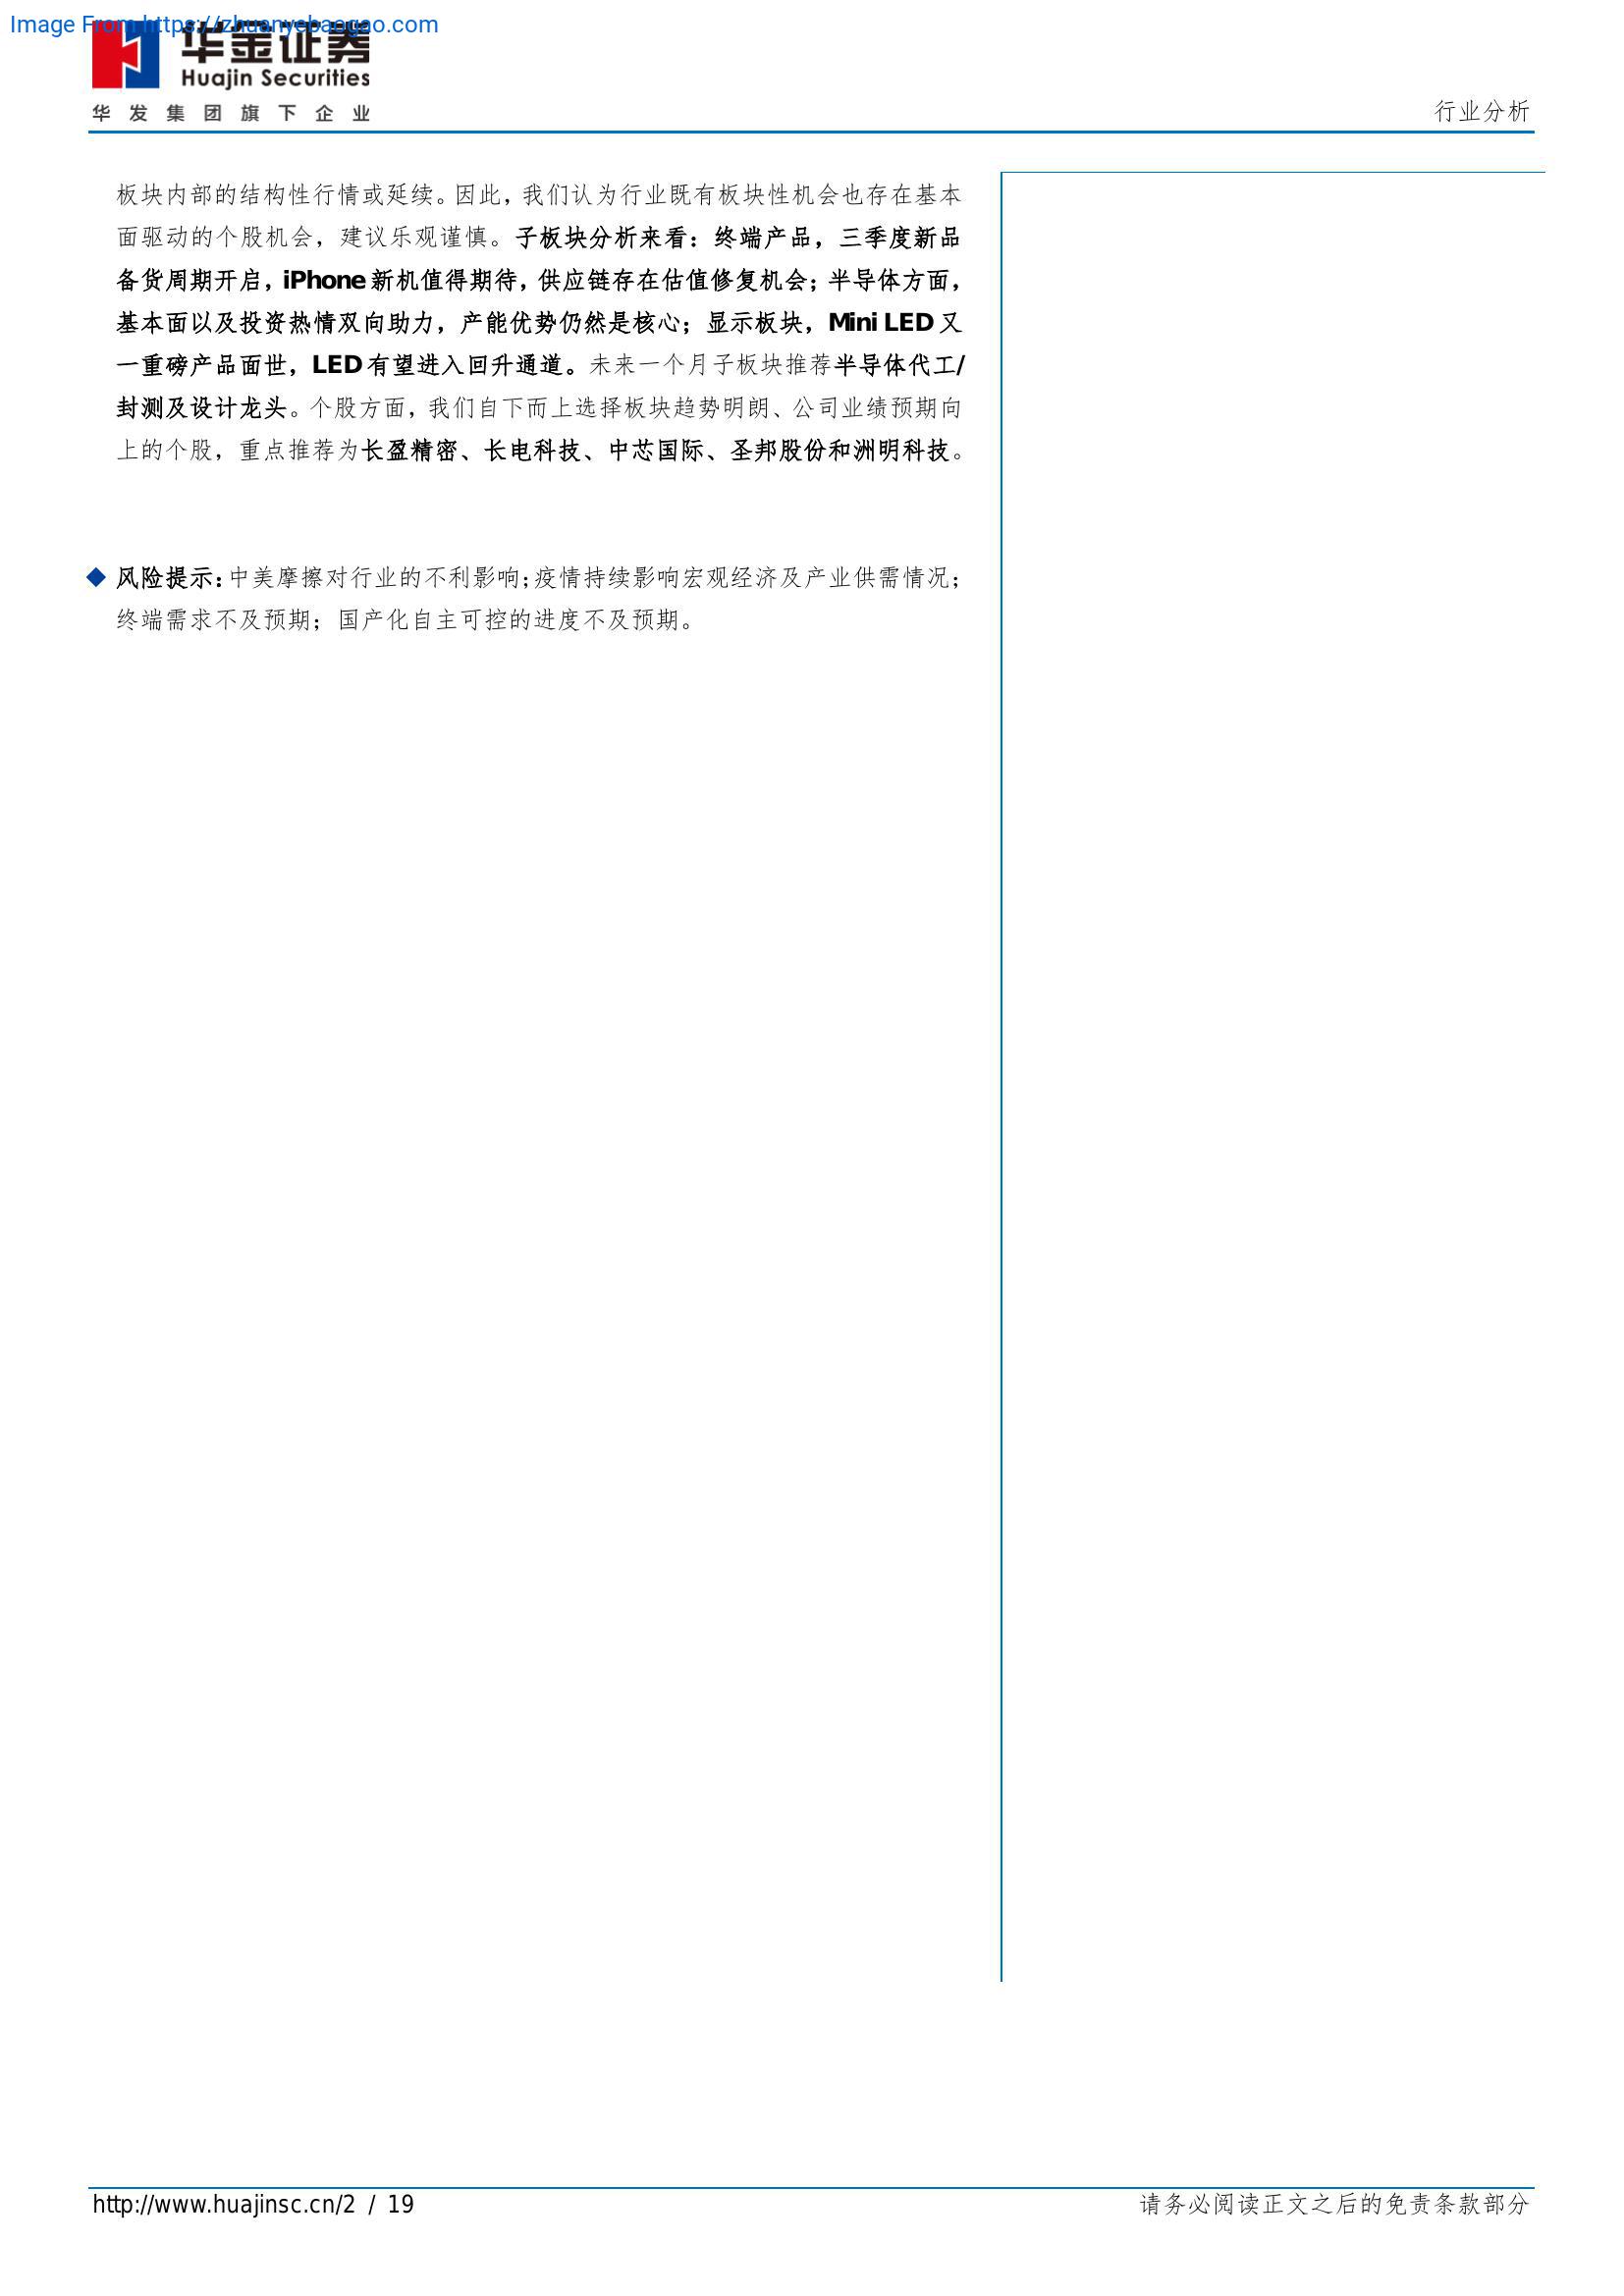 Image From https://zhuanyebaogao.com
华金证券
Huajin Securities
华发集团旗下企业
行业分析
板块内部的结构性行情或延续。因此，我们认为行业既有板块性机会也存在基本
面驱动的个股机会，建议乐观谨慎。子板块分析来看：终端产品，三季度新品
备货周期开启，iPhone 新机值得期待，供应链存在估值修复机会；半导体方面，
基本面以及投资热情双向助力，产能优势仍然是核心；显示板块，Mini LED 又
一重磅产品面世，LED 有望进入回升通道。未来一个月子板块推荐半导体代工/
封测及设计龙头。个股方面，我们自下而上选择板块趋势明朗、公司业绩预期向
上的个股，重点推荐为长盈精密、长电科技、中芯国际、圣邦股份和洲明科技。
风险提示：中美摩擦对行业的不利影响；疫情持续影响宏观经济及产业供需情况；
终端需求不及预期；国产化自主可控的进度不及预期。
http://www.huajinsc.cn/2 / 19
请务必阅读正文之后的免责条款部分